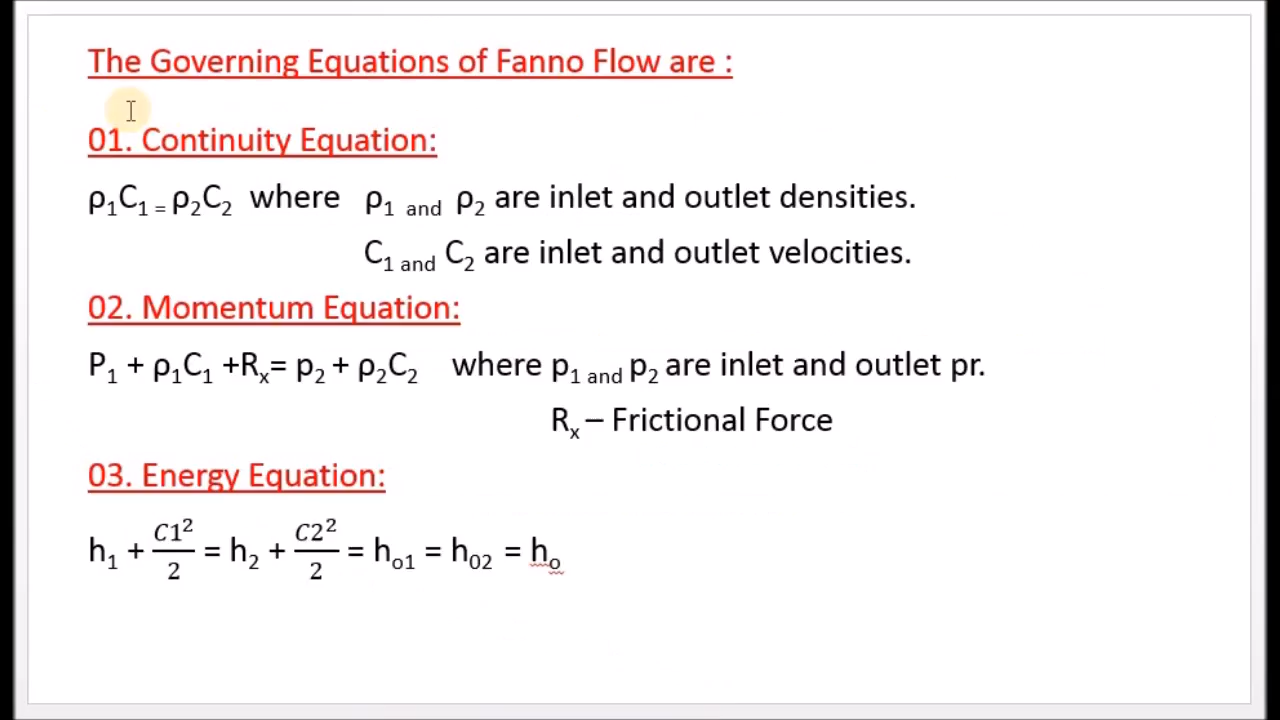 The Governing Equations of Fanno Flow are :
01. Continuity Equation:
ρ₁C₁ = ρ₂C₂ where ρ₁ and ρ₂ are inlet and outlet densities.
C₁ and C₂ are inlet and outlet velocities.
02. Momentum Equation:
P₁ + ρ₁C₁ +Rₓ= p₂ + ρ₂C₂ where p₁ and p₂ are inlet and outlet pr.
Rₓ – Frictional Force
03. Energy Equation:
h₁ + C1²/2 = h₂ + C2²/2 = hₒ₁ = h₀₂ = hₒ